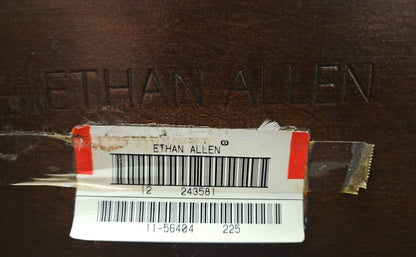 ETHAN ALLEN
ETHAN ALLEN®
12 243581
11-56404 225